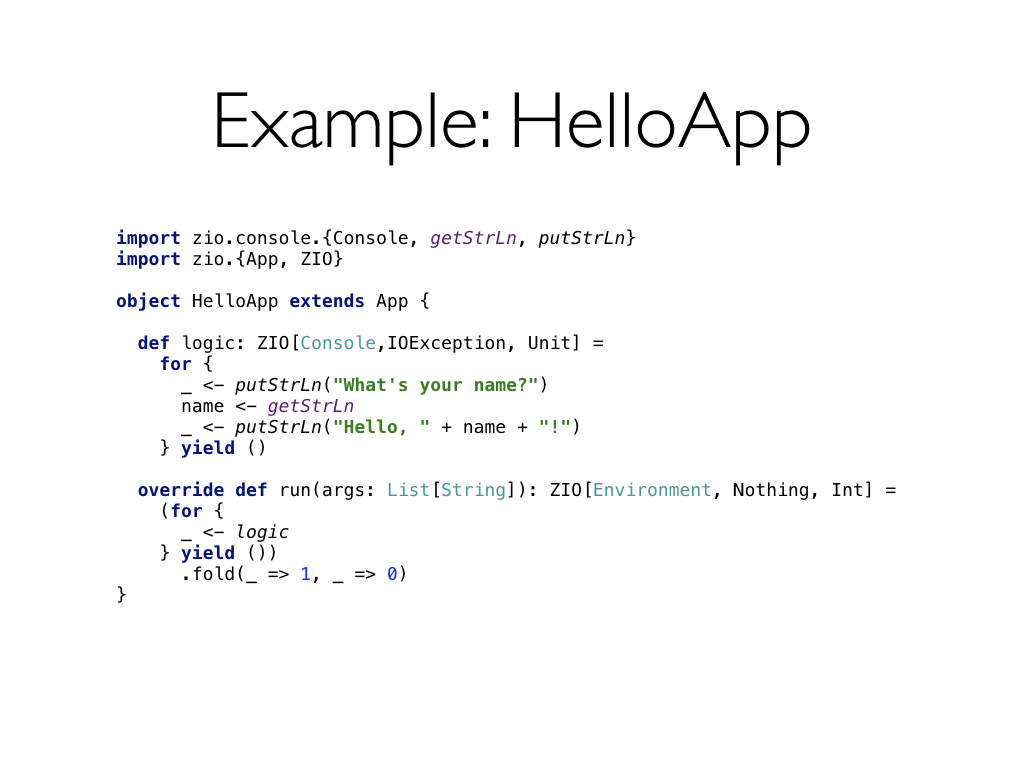 Example: HelloApp
import zio.console.{Console, getStrLn, putStrLn}
import zio.{App, ZIO}
object HelloApp extends App {
  def logic: ZIO[Console,IOException, Unit] =
    for {
      _ <- putStrLn("What's your name?")
      name <- getStrLn
      _ <- putStrLn("Hello, " + name + "!")
    } yield ()
  override def run(args: List[String]): ZIO[Environment, Nothing, Int] =
    (for {
      _ <- logic
    } yield ())
      .fold(_ => 1, _ => 0)
}